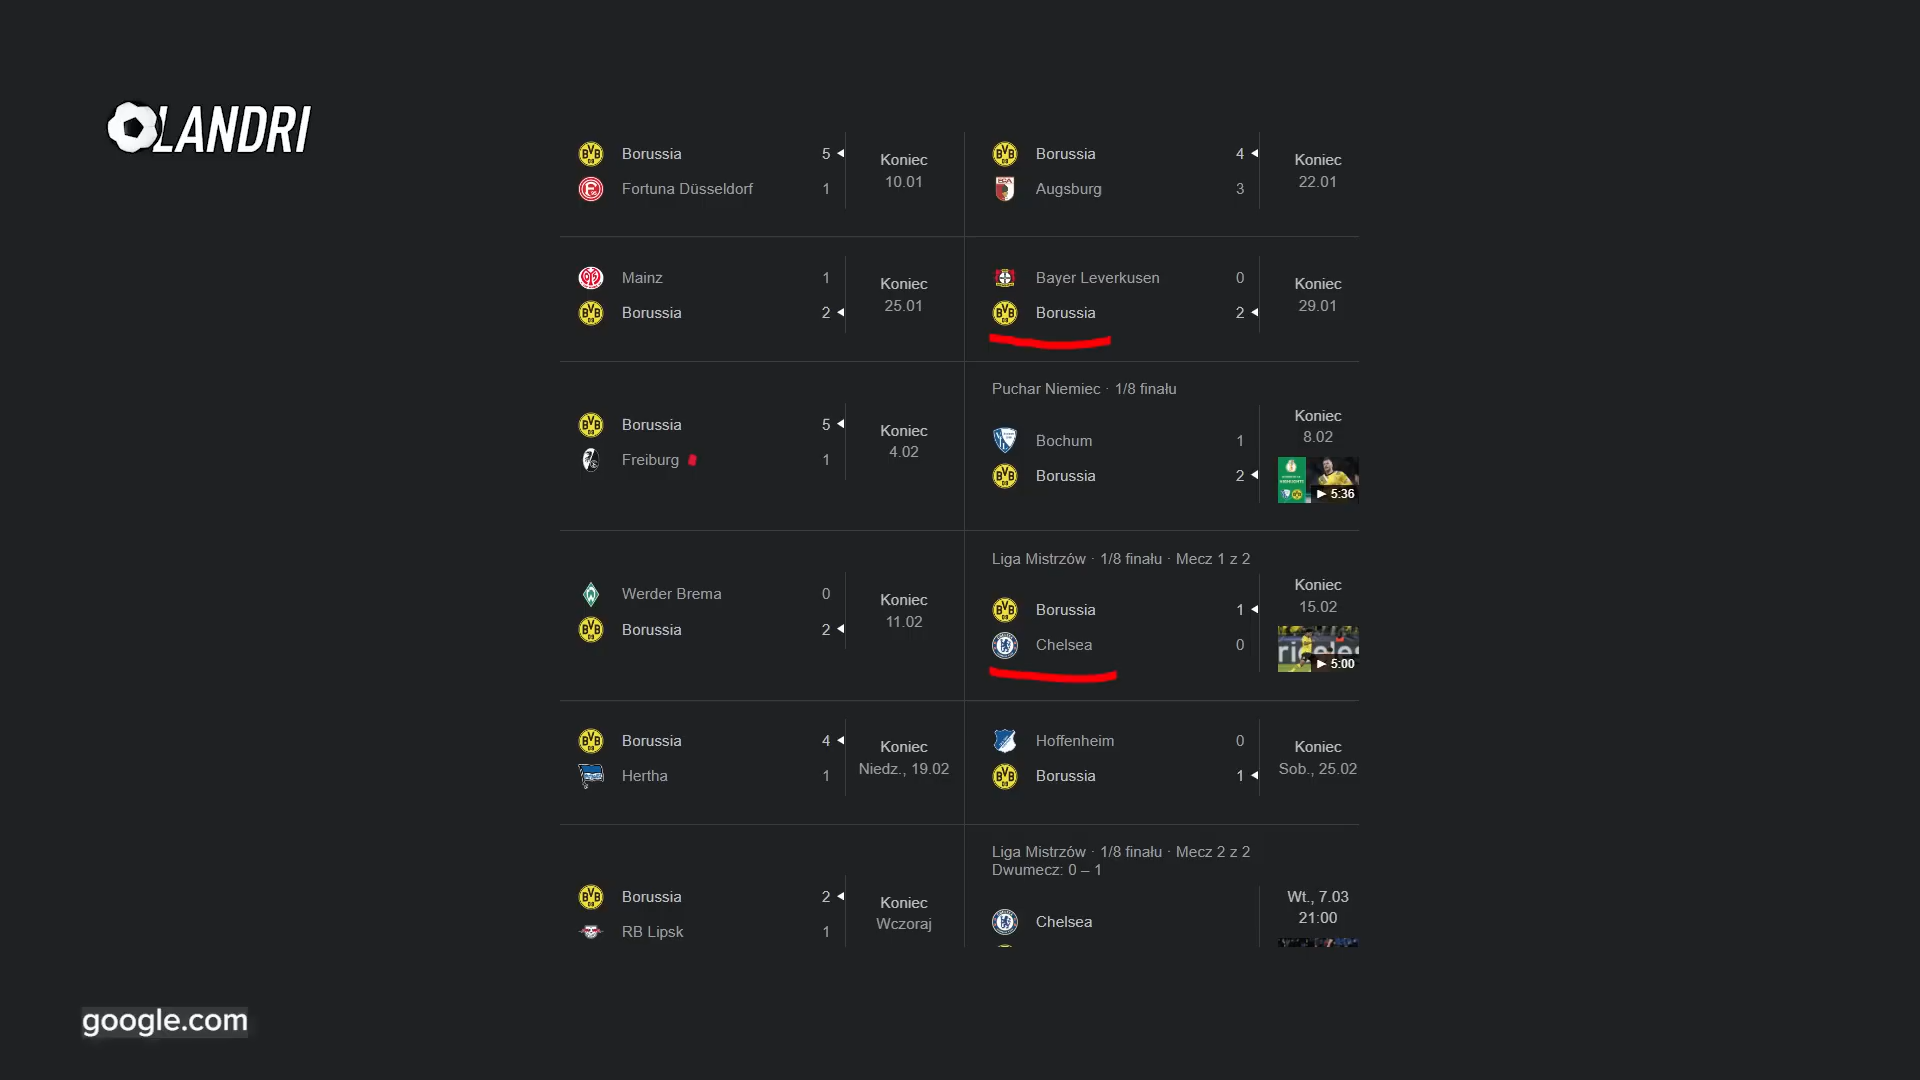 OLANDRI
Borussia 5
Fortuna Düsseldorf 1
Koniec
10.01
Borussia 4
Augsburg 3
Koniec
22.01
Mainz 1
Borussia 2
Koniec
25.01
Bayer Leverkusen 0
Borussia 2
Koniec
29.01
Borussia 5
Freiburg 1
Koniec
4.02
Puchar Niemiec · 1/8 finału
Bochum 1
Borussia 2
Koniec
8.02
5:36
Werder Brema 0
Borussia 2
Koniec
11.02
Liga Mistrzów · 1/8 finału · Mecz 1 z 2
Borussia 1
Chelsea 0
Koniec
15.02
5:00
Borussia 4
Hertha 1
Koniec
Niedz., 19.02
Hoffenheim 0
Borussia 1
Koniec
Sob., 25.02
Borussia 2
RB Lipsk 1
Koniec
Wczoraj
Liga Mistrzów · 1/8 finału · Mecz 2 z 2
Dwumecz: 0 – 1
Chelsea
Wt., 7.03
21:00
google.com